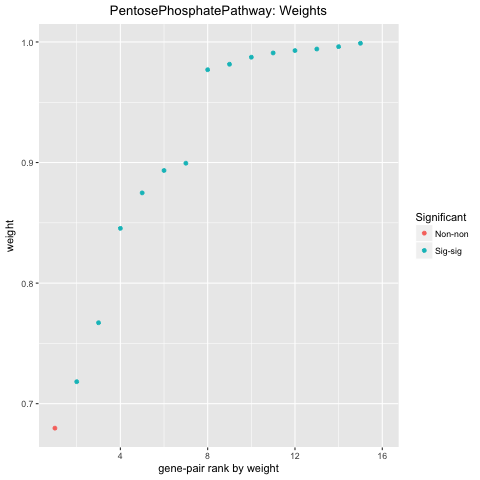 PentosePhosphatePathway: Weights
1.0
0.9
0.8
0.7
weight
4
8
12
16
gene-pair rank by weight
Significant
Non-non
Sig-sig